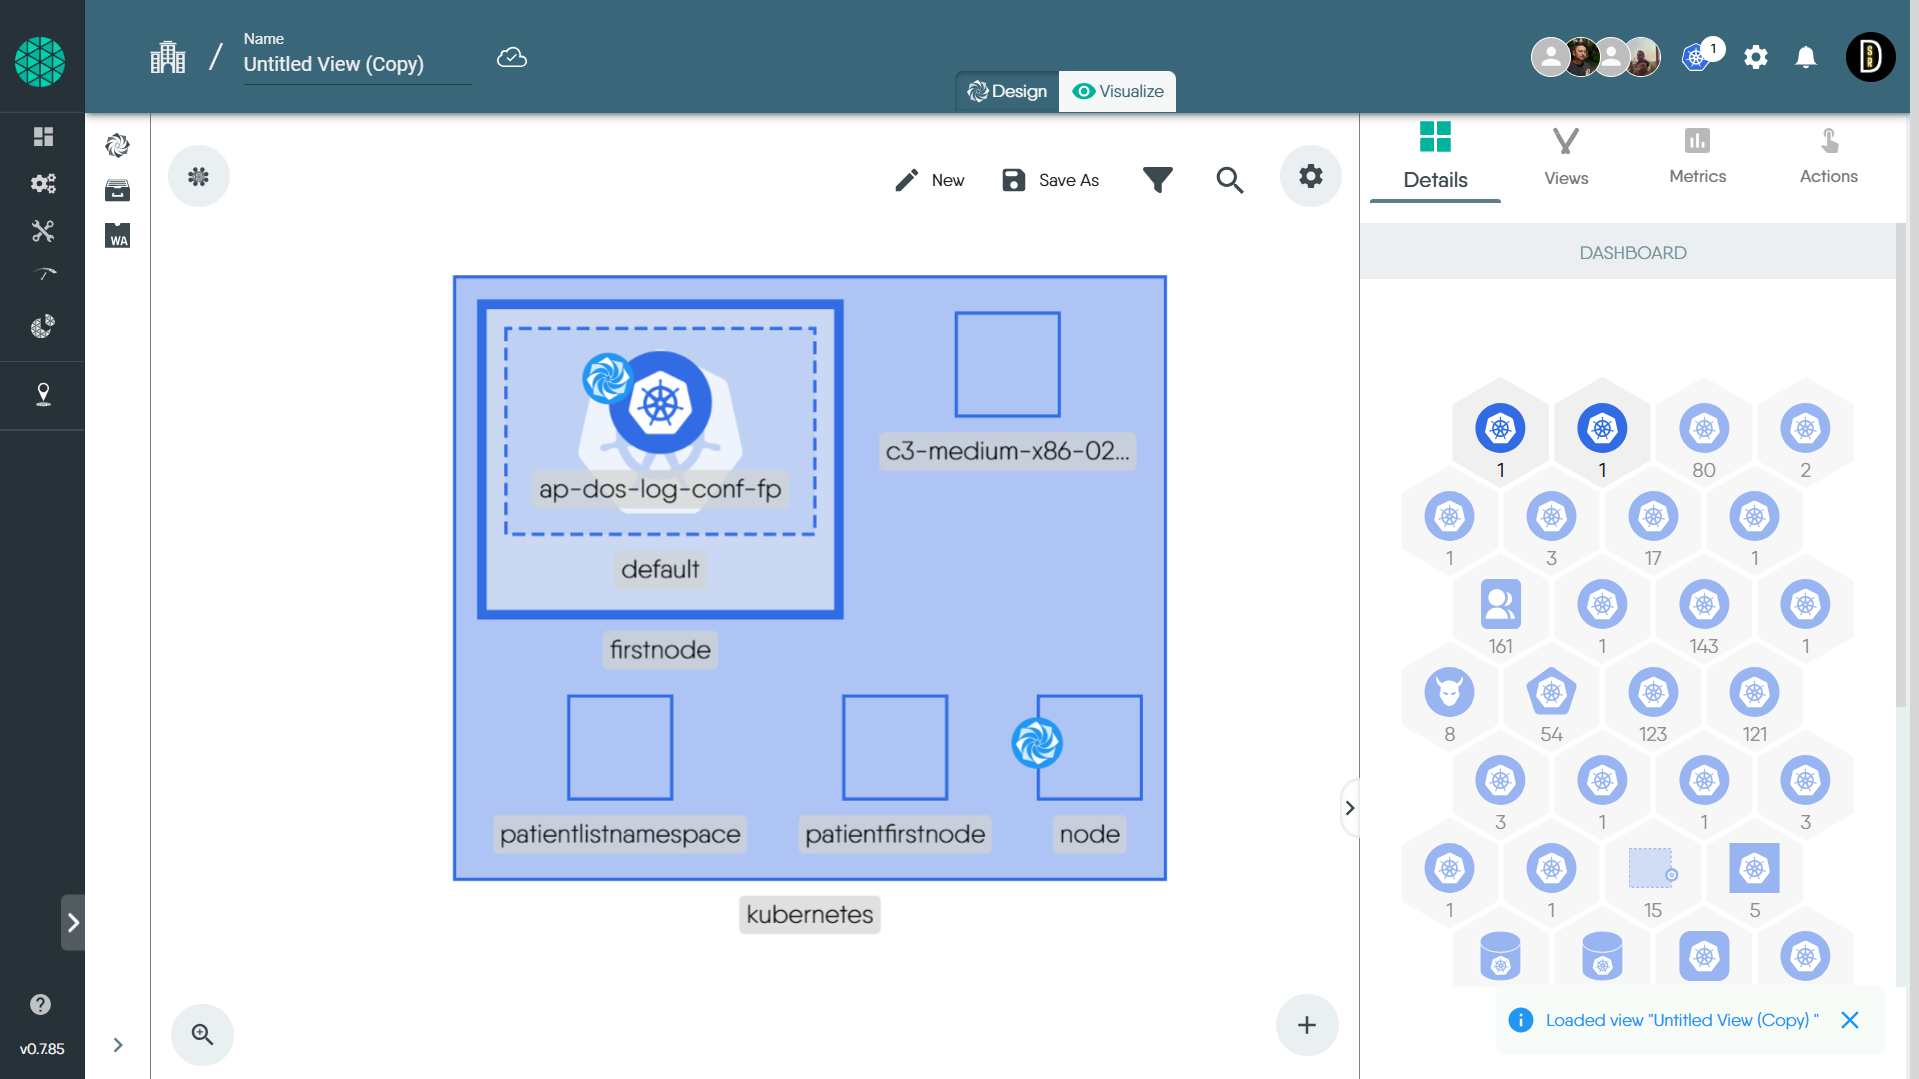 Name
Untitled View (Copy)
Design
Visualize
1
WA
New
Save As
Details
Views
Metrics
Actions
DASHBOARD
ap-dos-log-conf-fp
default
firstnode
c3-medium-x86-02...
patientlistnamespace
patientfirstnode
node
kubernetes
1
1
80
2
1
3
17
1
161
1
143
1
8
54
123
121
3
1
1
3
1
1
15
5
Loaded view "Untitled View (Copy) "
v0.7.85